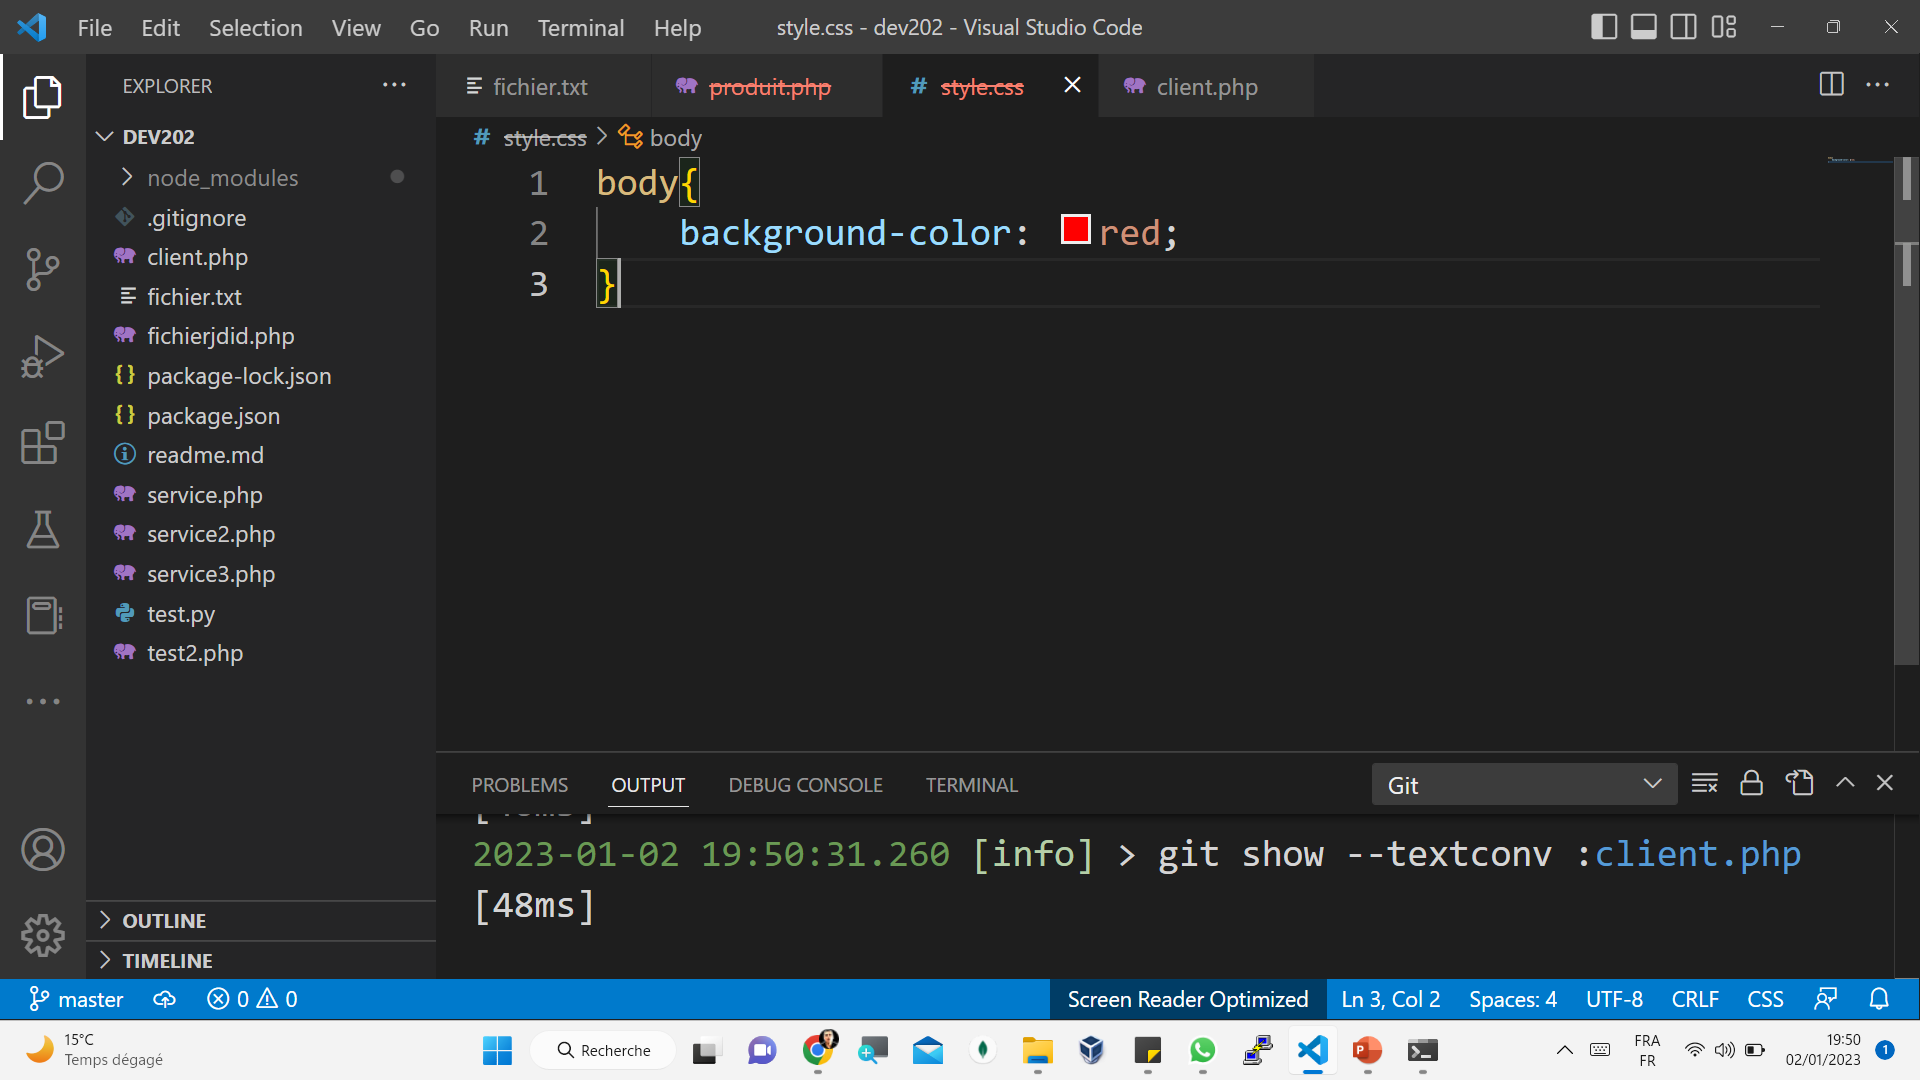 File Edit Selection View Go Run Terminal Help style.css - dev202 - Visual Studio Code
EXPLORER
fichier.txt produit.php # style.css client.php
DEV202
# style.css > body
node_modules
.gitignore
client.php
fichier.txt
fichierjdid.php
{} package-lock.json
{} package.json
readme.md
service.php
service2.php
service3.php
test.py
test2.php
1 body{
2 background-color: red;
3 }
PROBLEMS OUTPUT DEBUG CONSOLE TERMINAL Git
2023-01-02 19:50:31.260 [info] > git show --textconv :client.php
[48ms]
OUTLINE
TIMELINE
master 0 0 Screen Reader Optimized Ln 3, Col 2 Spaces: 4 UTF-8 CRLF CSS
15°C
Temps dégagé
Recherche
FRA
FR
19:50
02/01/2023
1